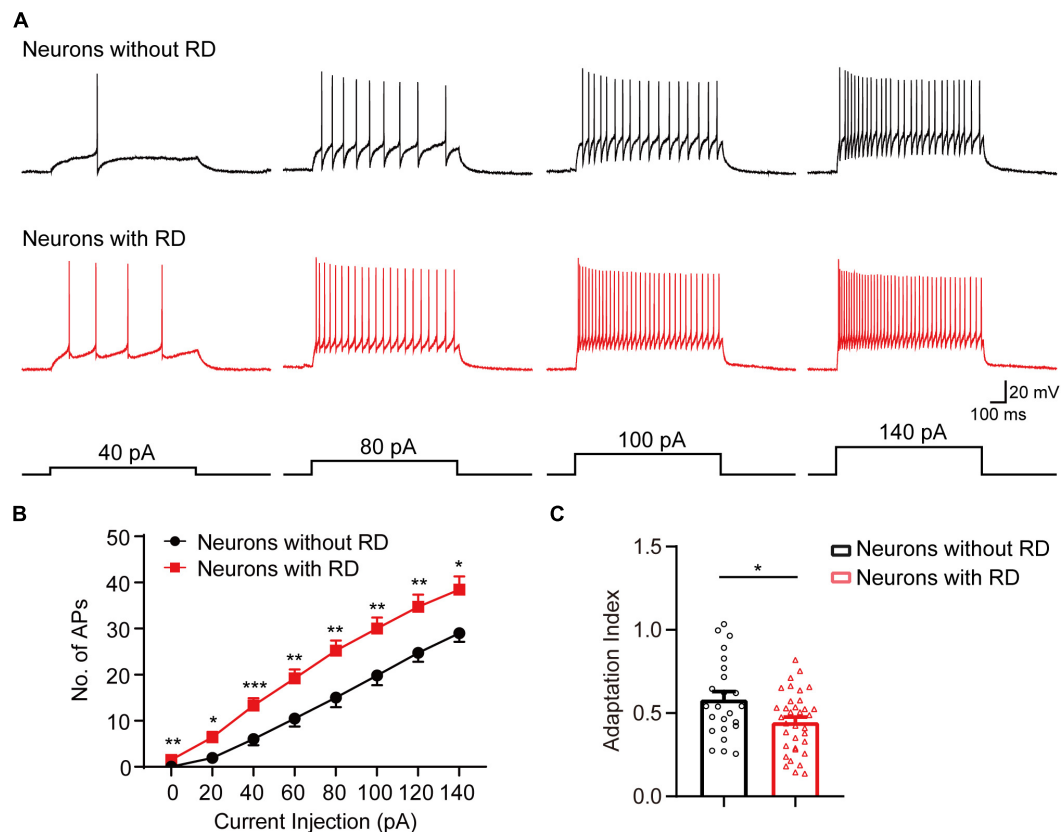 A
Neurons without RD
Neurons with RD
20 mV
100 ms
40 pA
80 pA
100 pA
140 pA
B
50
40
30
20
10
0
No. of APs
Neurons without RD
Neurons with RD
**
*
***
**
**
**
**
*
0 20 40 60 80 100 120 140
Current Injection (pA)
C
1.5
1.0
0.5
0.0
Adaptation Index
*
Neurons without RD
Neurons with RD